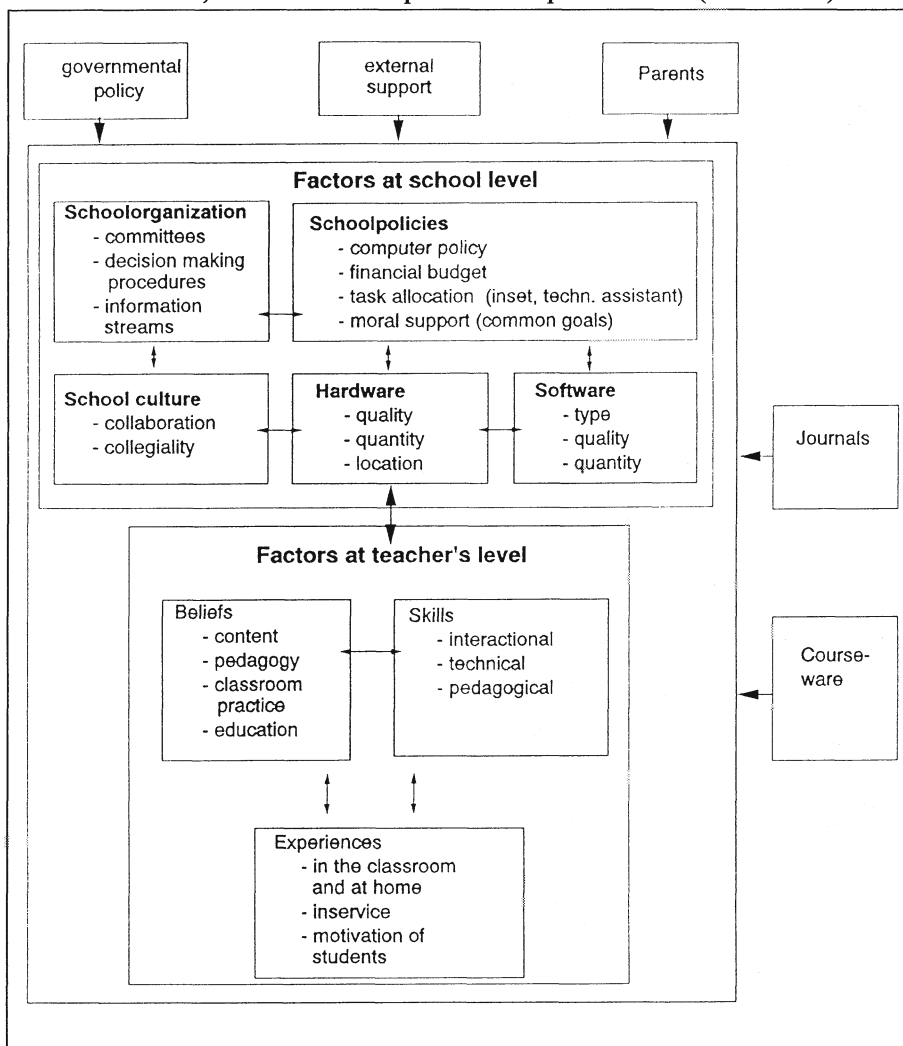 governmental
policy
external
support
Parents
Factors at school level
Schoolorganization
- committees
- decision making
procedures
- information
streams
Schoolpolicies
- computer policy
- financial budget
- task allocation (inset, techn. assistant)
- moral support (common goals)
School culture
- collaboration
- collegiality
Hardware
- quality
- quantity
- location
Software
- type
- quality
- quantity
Journals
Factors at teacher's level
Beliefs
- content
- pedagogy
- classroom
practice
- education
Skills
- interactional
- technical
- pedagogical
Course-
ware
Experiences
- in the classroom
and at home
- inservice
- motivation of
students